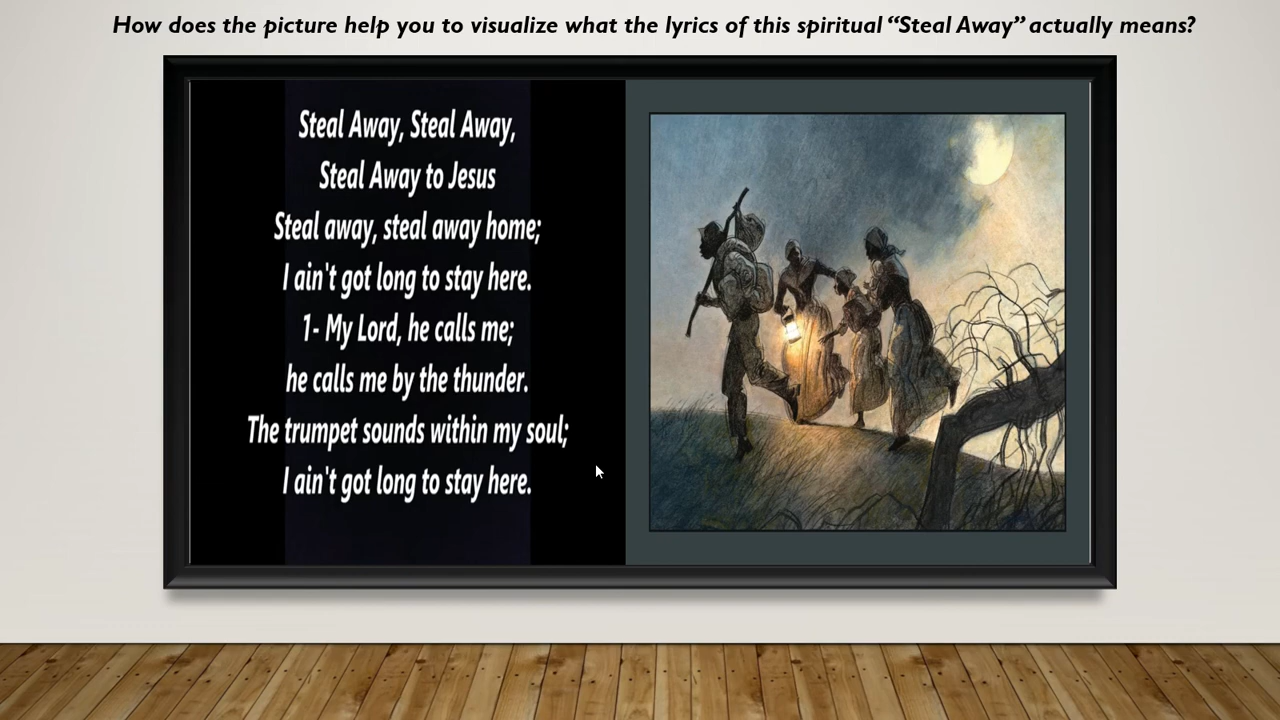 How does the picture help you to visualize what the lyrics of this spiritual “Steal Away” actually means?
Steal Away, Steal Away,
Steal Away to Jesus
Steal away, steal away home;
I ain't got long to stay here.
1- My Lord, he calls me;
he calls me by the thunder.
The trumpet sounds within my soul;
I ain't got long to stay here.